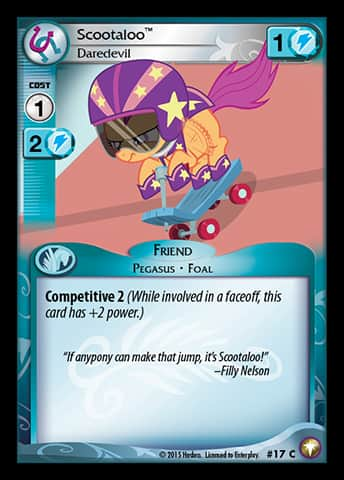 Scootaloo™
Daredevil
1
COST
1
2
FRIEND
PEGASUS • FOAL
Competitive 2 (While involved in a faceoff, this
card has +2 power.)
"If anypony can make that jump, it's Scootaloo!"
–Filly Nelson
© 2015 Hasbro. Licensed to Enterplay. #17 C